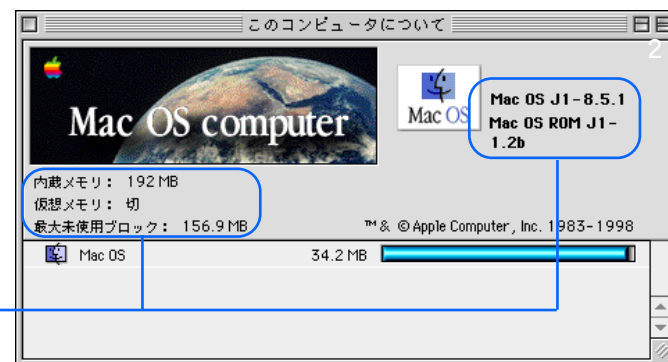 このコンピュータについて
2
Mac OS computer
Mac OS
Mac OS J1-8.5.1
Mac OS ROM J1-
1.2b
内蔵メモリ： 192 MB
仮想メモリ： 切
最大未使用ブロック： 156.9 MB
™ & © Apple Computer, Inc. 1983-1998
Mac OS 34.2 MB